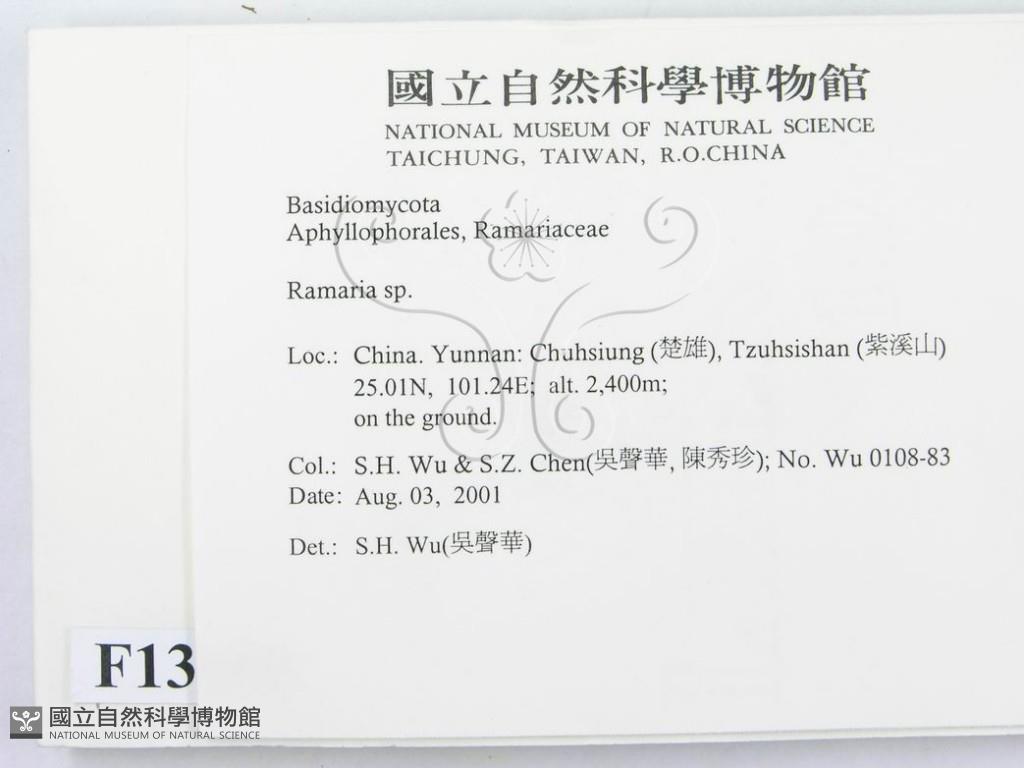 國立自然科學博物館
NATIONAL MUSEUM OF NATURAL SCIENCE
TAICHUNG, TAIWAN, R.O.CHINA
Basidiomycota
Aphyllophorales, Ramariaceae
Ramaria sp.
Loc.: China. Yunnan: Chuhsiung (楚雄), Tzuhsishan (紫溪山)
25.01N, 101.24E; alt. 2,400m;
on the ground.
Col.: S.H. Wu & S.Z. Chen(吳聲華, 陳秀珍); No. Wu 0108-83
Date: Aug. 03, 2001
Det.: S.H. Wu(吳聲華)
F13
國立自然科學博物館
NATIONAL MUSEUM OF NATURAL SCIENCE